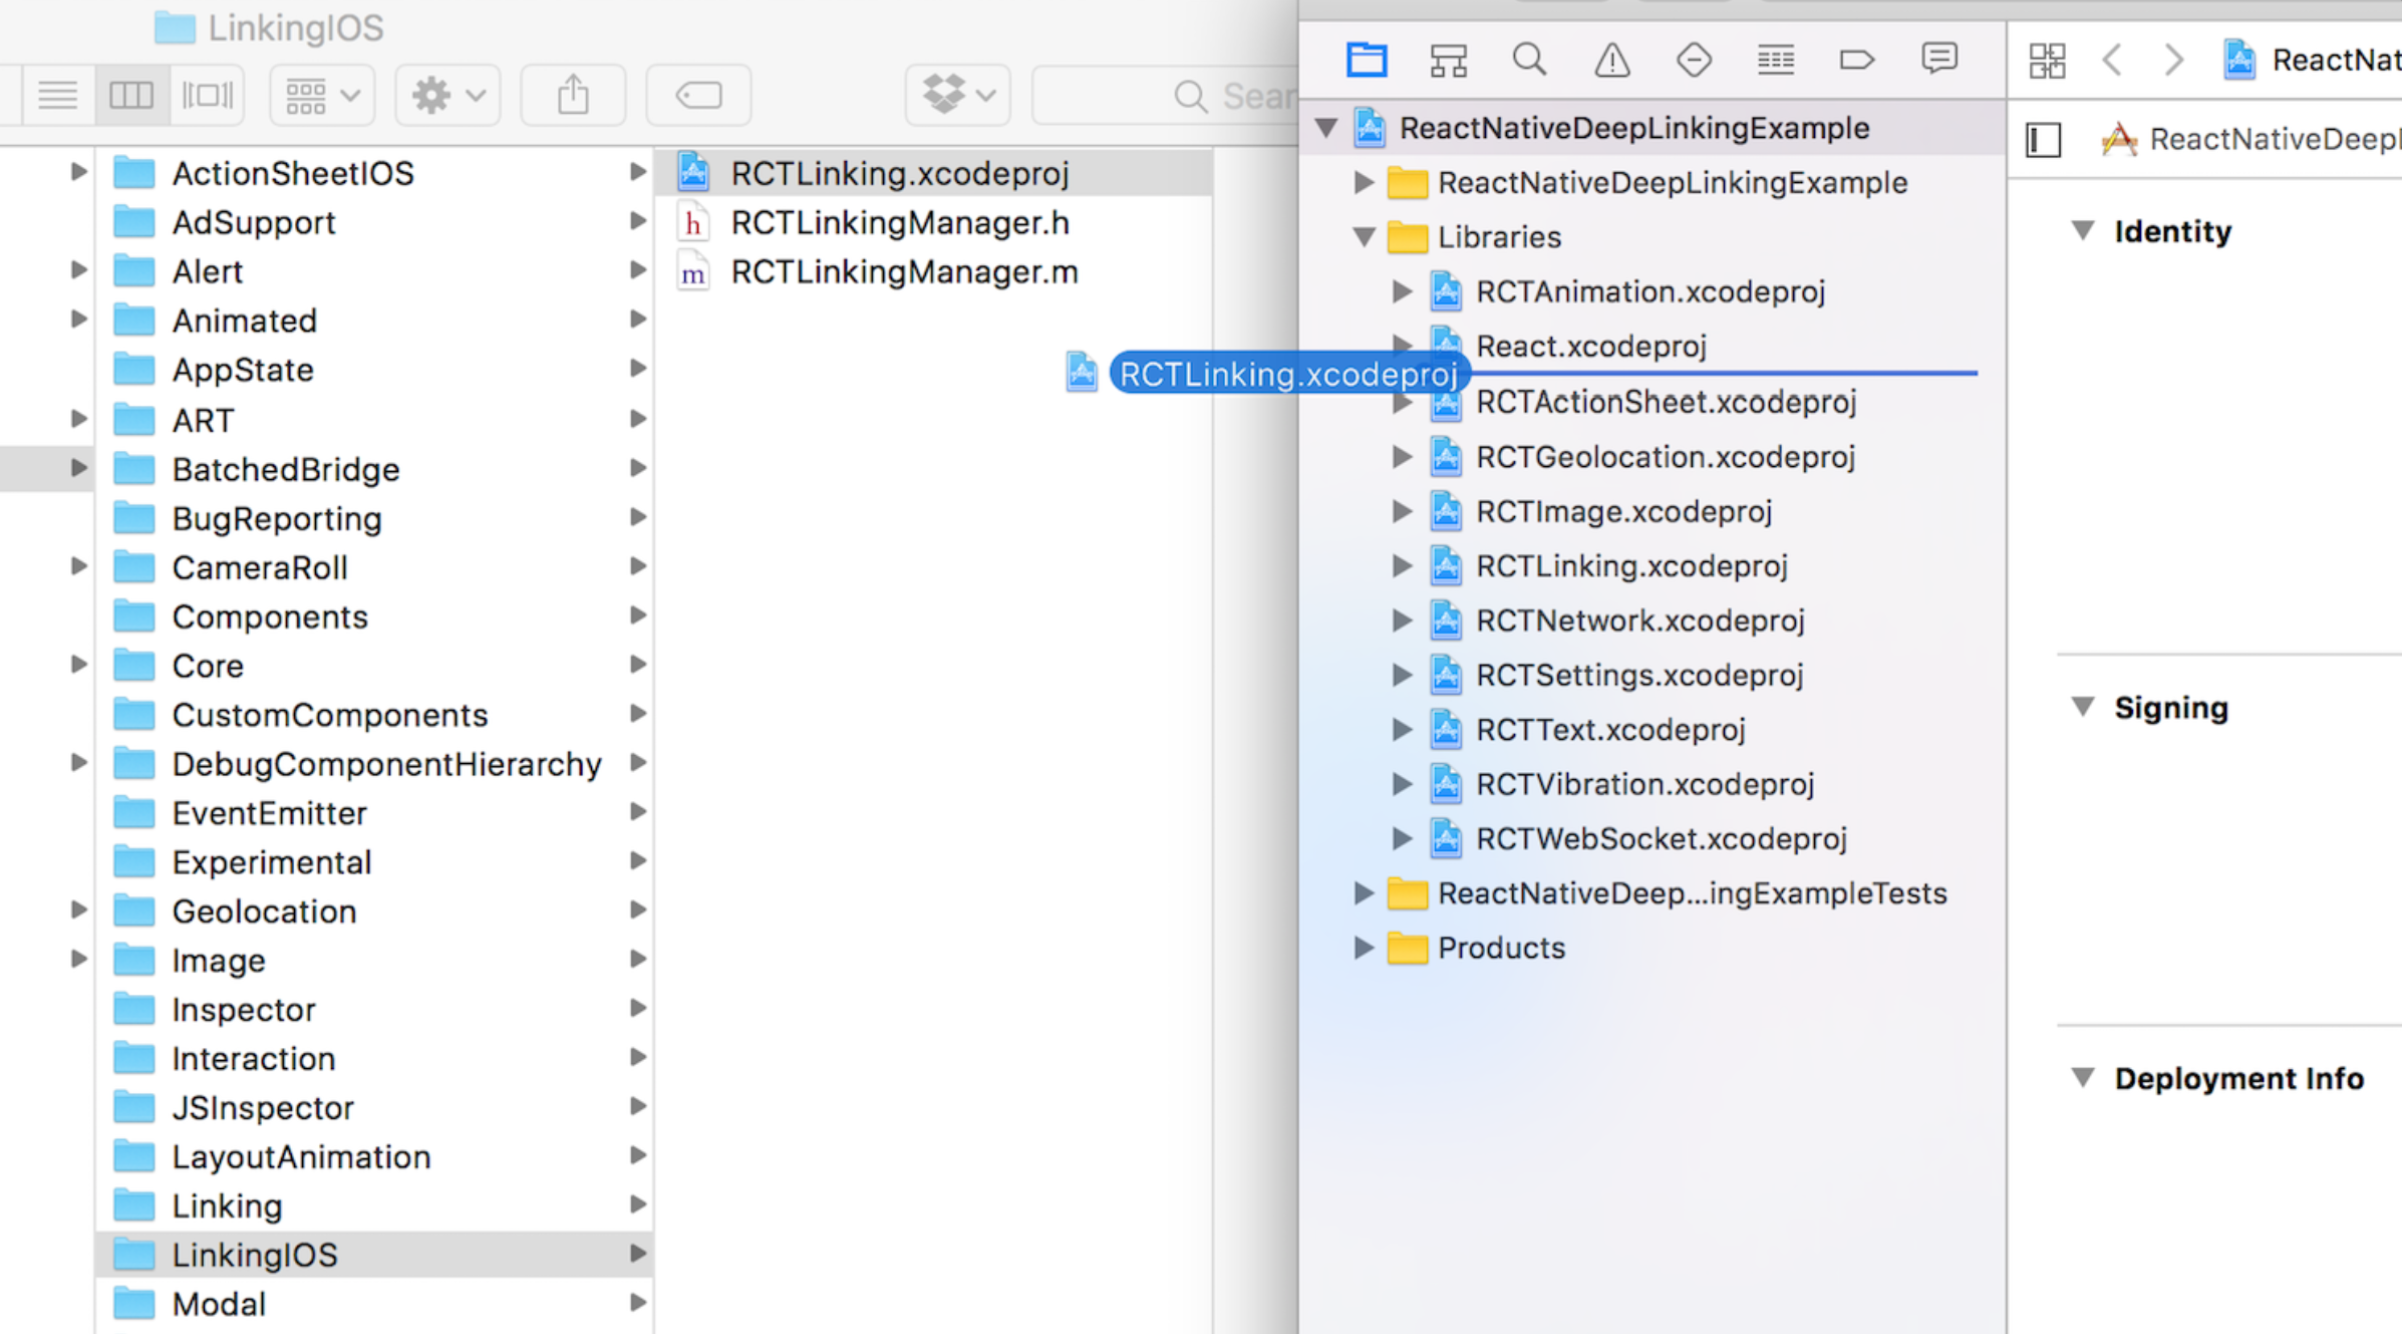 LinkingIOS
Sear
ActionSheetIOS
AdSupport
Alert
Animated
AppState
ART
BatchedBridge
BugReporting
CameraRoll
Components
Core
CustomComponents
DebugComponentHierarchy
EventEmitter
Experimental
Geolocation
Image
Inspector
Interaction
JSInspector
LayoutAnimation
Linking
LinkingIOS
Modal
RCTLinking.xcodeproj
h RCTLinkingManager.h
m RCTLinkingManager.m
RCTLinking.xcodeproj
ReactNativeDeepLinkingExample
ReactNativeDeepLinkingExample
Libraries
RCTAnimation.xcodeproj
React.xcodeproj
RCTActionSheet.xcodeproj
RCTGeolocation.xcodeproj
RCTImage.xcodeproj
RCTLinking.xcodeproj
RCTNetwork.xcodeproj
RCTSettings.xcodeproj
RCTText.xcodeproj
RCTVibration.xcodeproj
RCTWebSocket.xcodeproj
ReactNativeDeep...ingExampleTests
Products
ReactNat
ReactNativeDeepl
Identity
Signing
Deployment Info